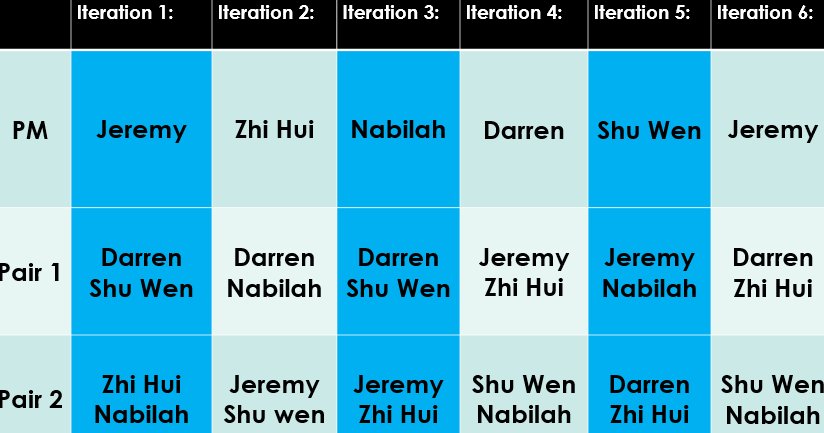 Iteration 1: Iteration 2: Iteration 3: Iteration 4: Iteration 5: Iteration 6:
PM Jeremy Zhi Hui Nabilah Darren Shu Wen Jeremy
Pair 1
Darren Darren Darren Jeremy Jeremy Darren
Shu Wen Nabilah Shu Wen Zhi Hui Nabilah Zhi Hui
Pair 2
Zhi Hui Jeremy Jeremy Shu Wen Darren Shu Wen
Nabilah Shu wen Zhi Hui Nabilah Zhi Hui Nabilah